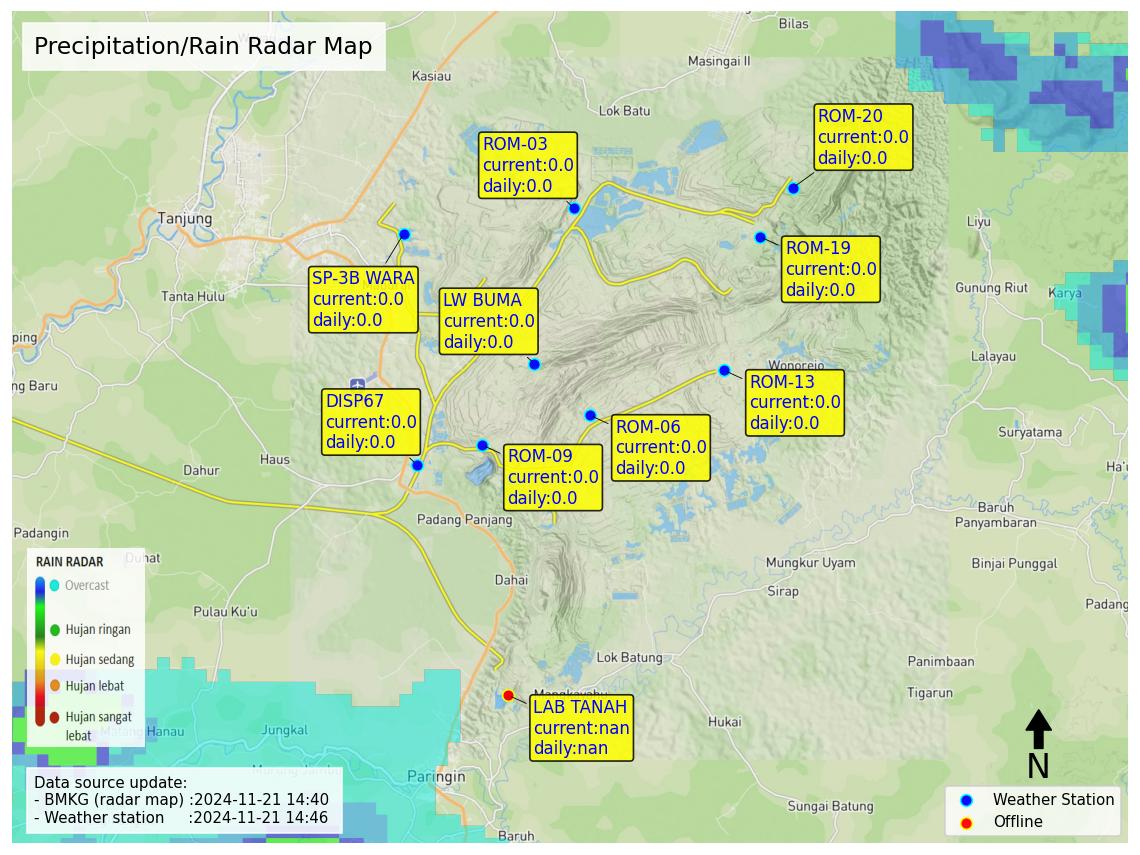 Precipitation/Rain Radar Map
Bilas
Masingai II
Kasiau
Lok Batu
ROM-20
current:0.0
daily:0.0
ROM-03
current:0.0
daily:0.0
Tanjung
Liyu
ROM-19
current:0.0
daily:0.0
SP-3B WARA
current:0.0
daily:0.0
Tanta Hulu
LW BUMA
current:0.0
daily:0.0
Gunung Riut
Karya
ping
Lalayau
Wonorejo
ng Baru
ROM-13
current:0.0
daily:0.0
DISP67
current:0.0
daily:0.0
ROM-06
current:0.0
daily:0.0
Suryatama
ROM-09
current:0.0
daily:0.0
Haus
Dahur
Ha'u
Padang Panjang
Baruh
Panyambaran
Padangin
Duhat
Mungkur Uyam
Binjai Punggal
Dahai
Sirap
Padang
Pulau Ku'u
RAIN RADAR
Overcast
Hujan ringan
Hujan sedang
Hujan lebat
Hujan sangat
lebat
Lok Batung
Panimbaan
Tigarun
Mangkayahu
LAB TANAH
current:nan
daily:nan
Hukai
Matang Hanau
Jungkal
Murung Jambu
Paringin
N
Data source update:
- BMKG (radar map) :2024-11-21 14:40
- Weather station :2024-11-21 14:46
Sungai Batung
Baruh
Weather Station
Offline